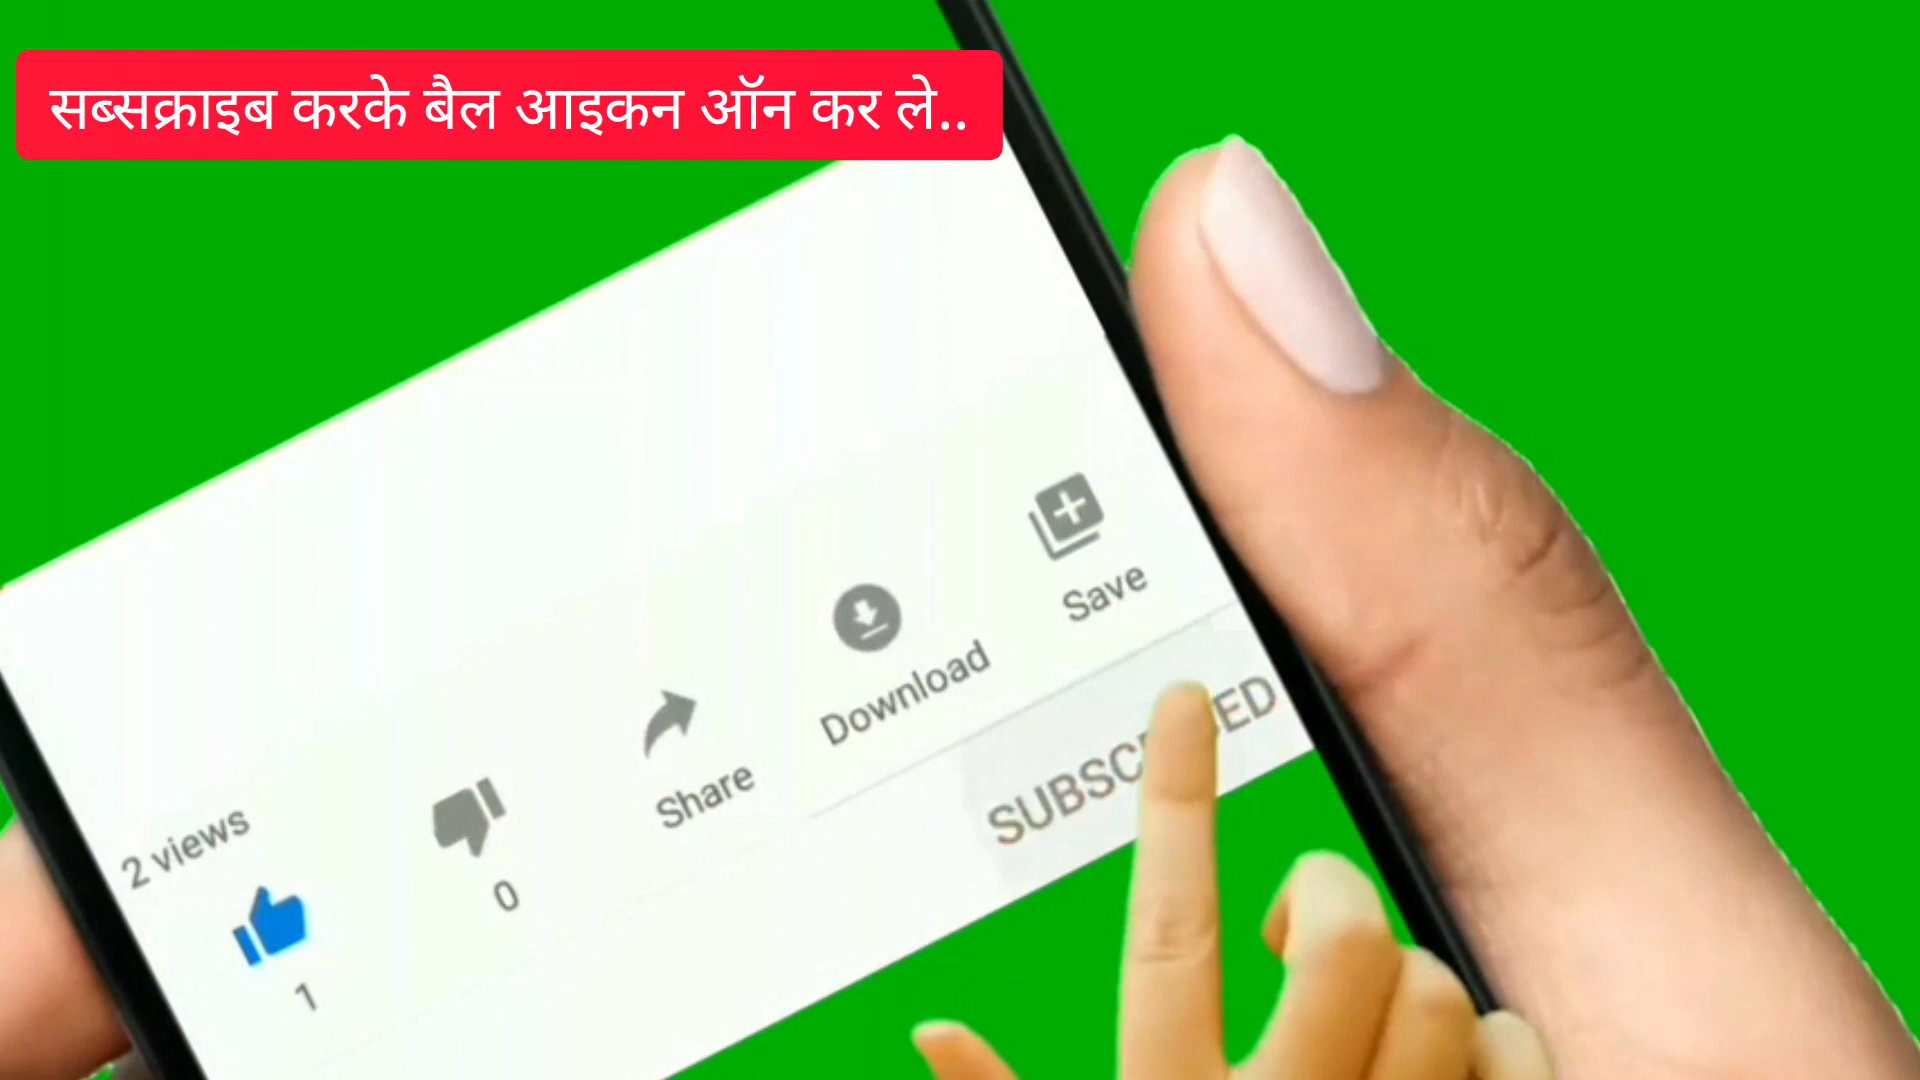 सब्सक्राइब करके बैल आइकन ऑन कर ले..
Save
Download
Share
2 views
0
1